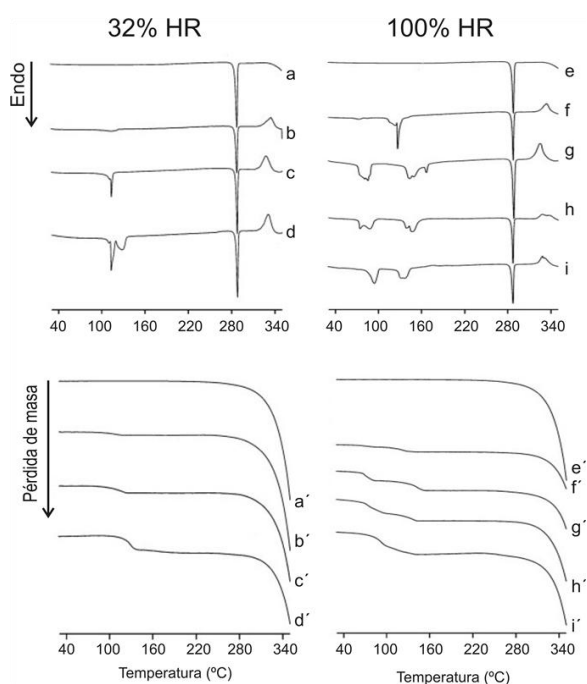 32% HR
100% HR
Endo
a
b
c
d
e
f
g
h
i
40 100 160 220 280 340
40 100 160 220 280 340
Pérdida de masa
a´
b´
c´
d´
e´
f´
g´
h´
i´
40 100 160 220 280 340
40 100 160 220 280 340
Temperatura (ºC)
Temperatura (ºC)